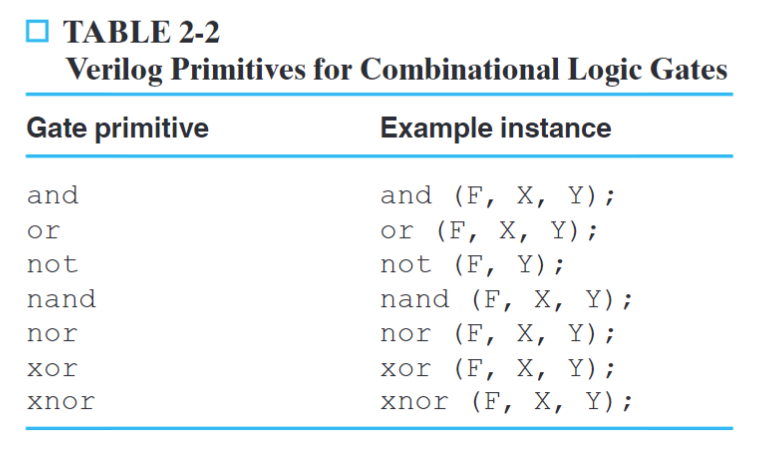 TABLE 2-2
Verilog Primitives for Combinational Logic Gates
Gate primitive Example instance
and and (F, X, Y);
or or (F, X, Y);
not not (F, Y);
nand nand (F, X, Y);
nor nor (F, X, Y);
xor xor (F, X, Y);
xnor xnor (F, X, Y);